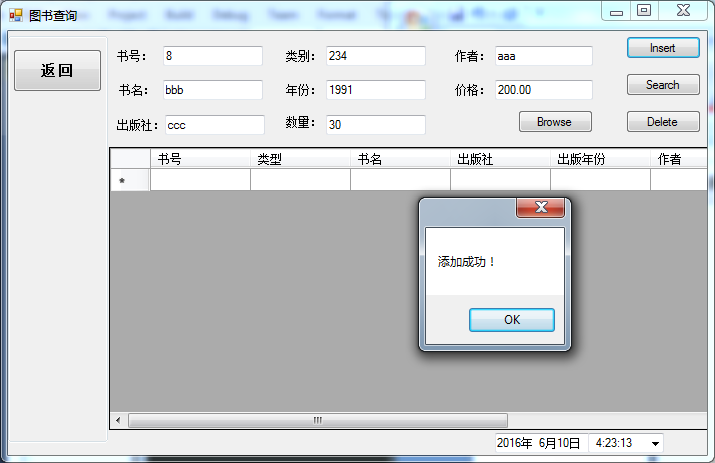 图书查询
返回
书号： 8 类别： 234 作者： aaa Insert
书名： bbb 年份： 1991 价格： 200.00 Search
出版社： ccc 数量： 30 Browse Delete
书号 类型 书名 出版社 出版年份 作者
*
添加成功！
OK
2016年 6月10日 4:23:13